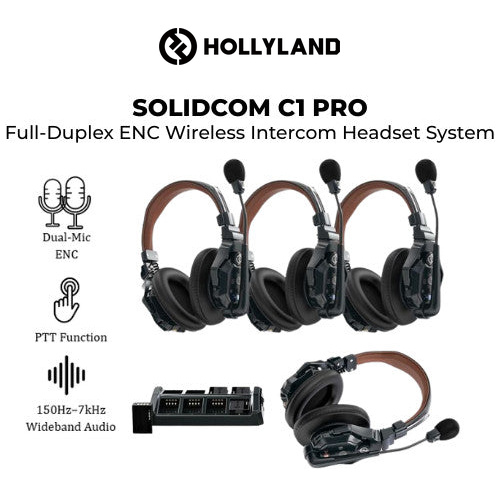 HOLLYLAND
SOLIDCOM C1 PRO
Full-Duplex ENC Wireless Intercom Headset System
Dual-Mic
ENC
PTT Function
150Hz~7kHz
Wideband Audio